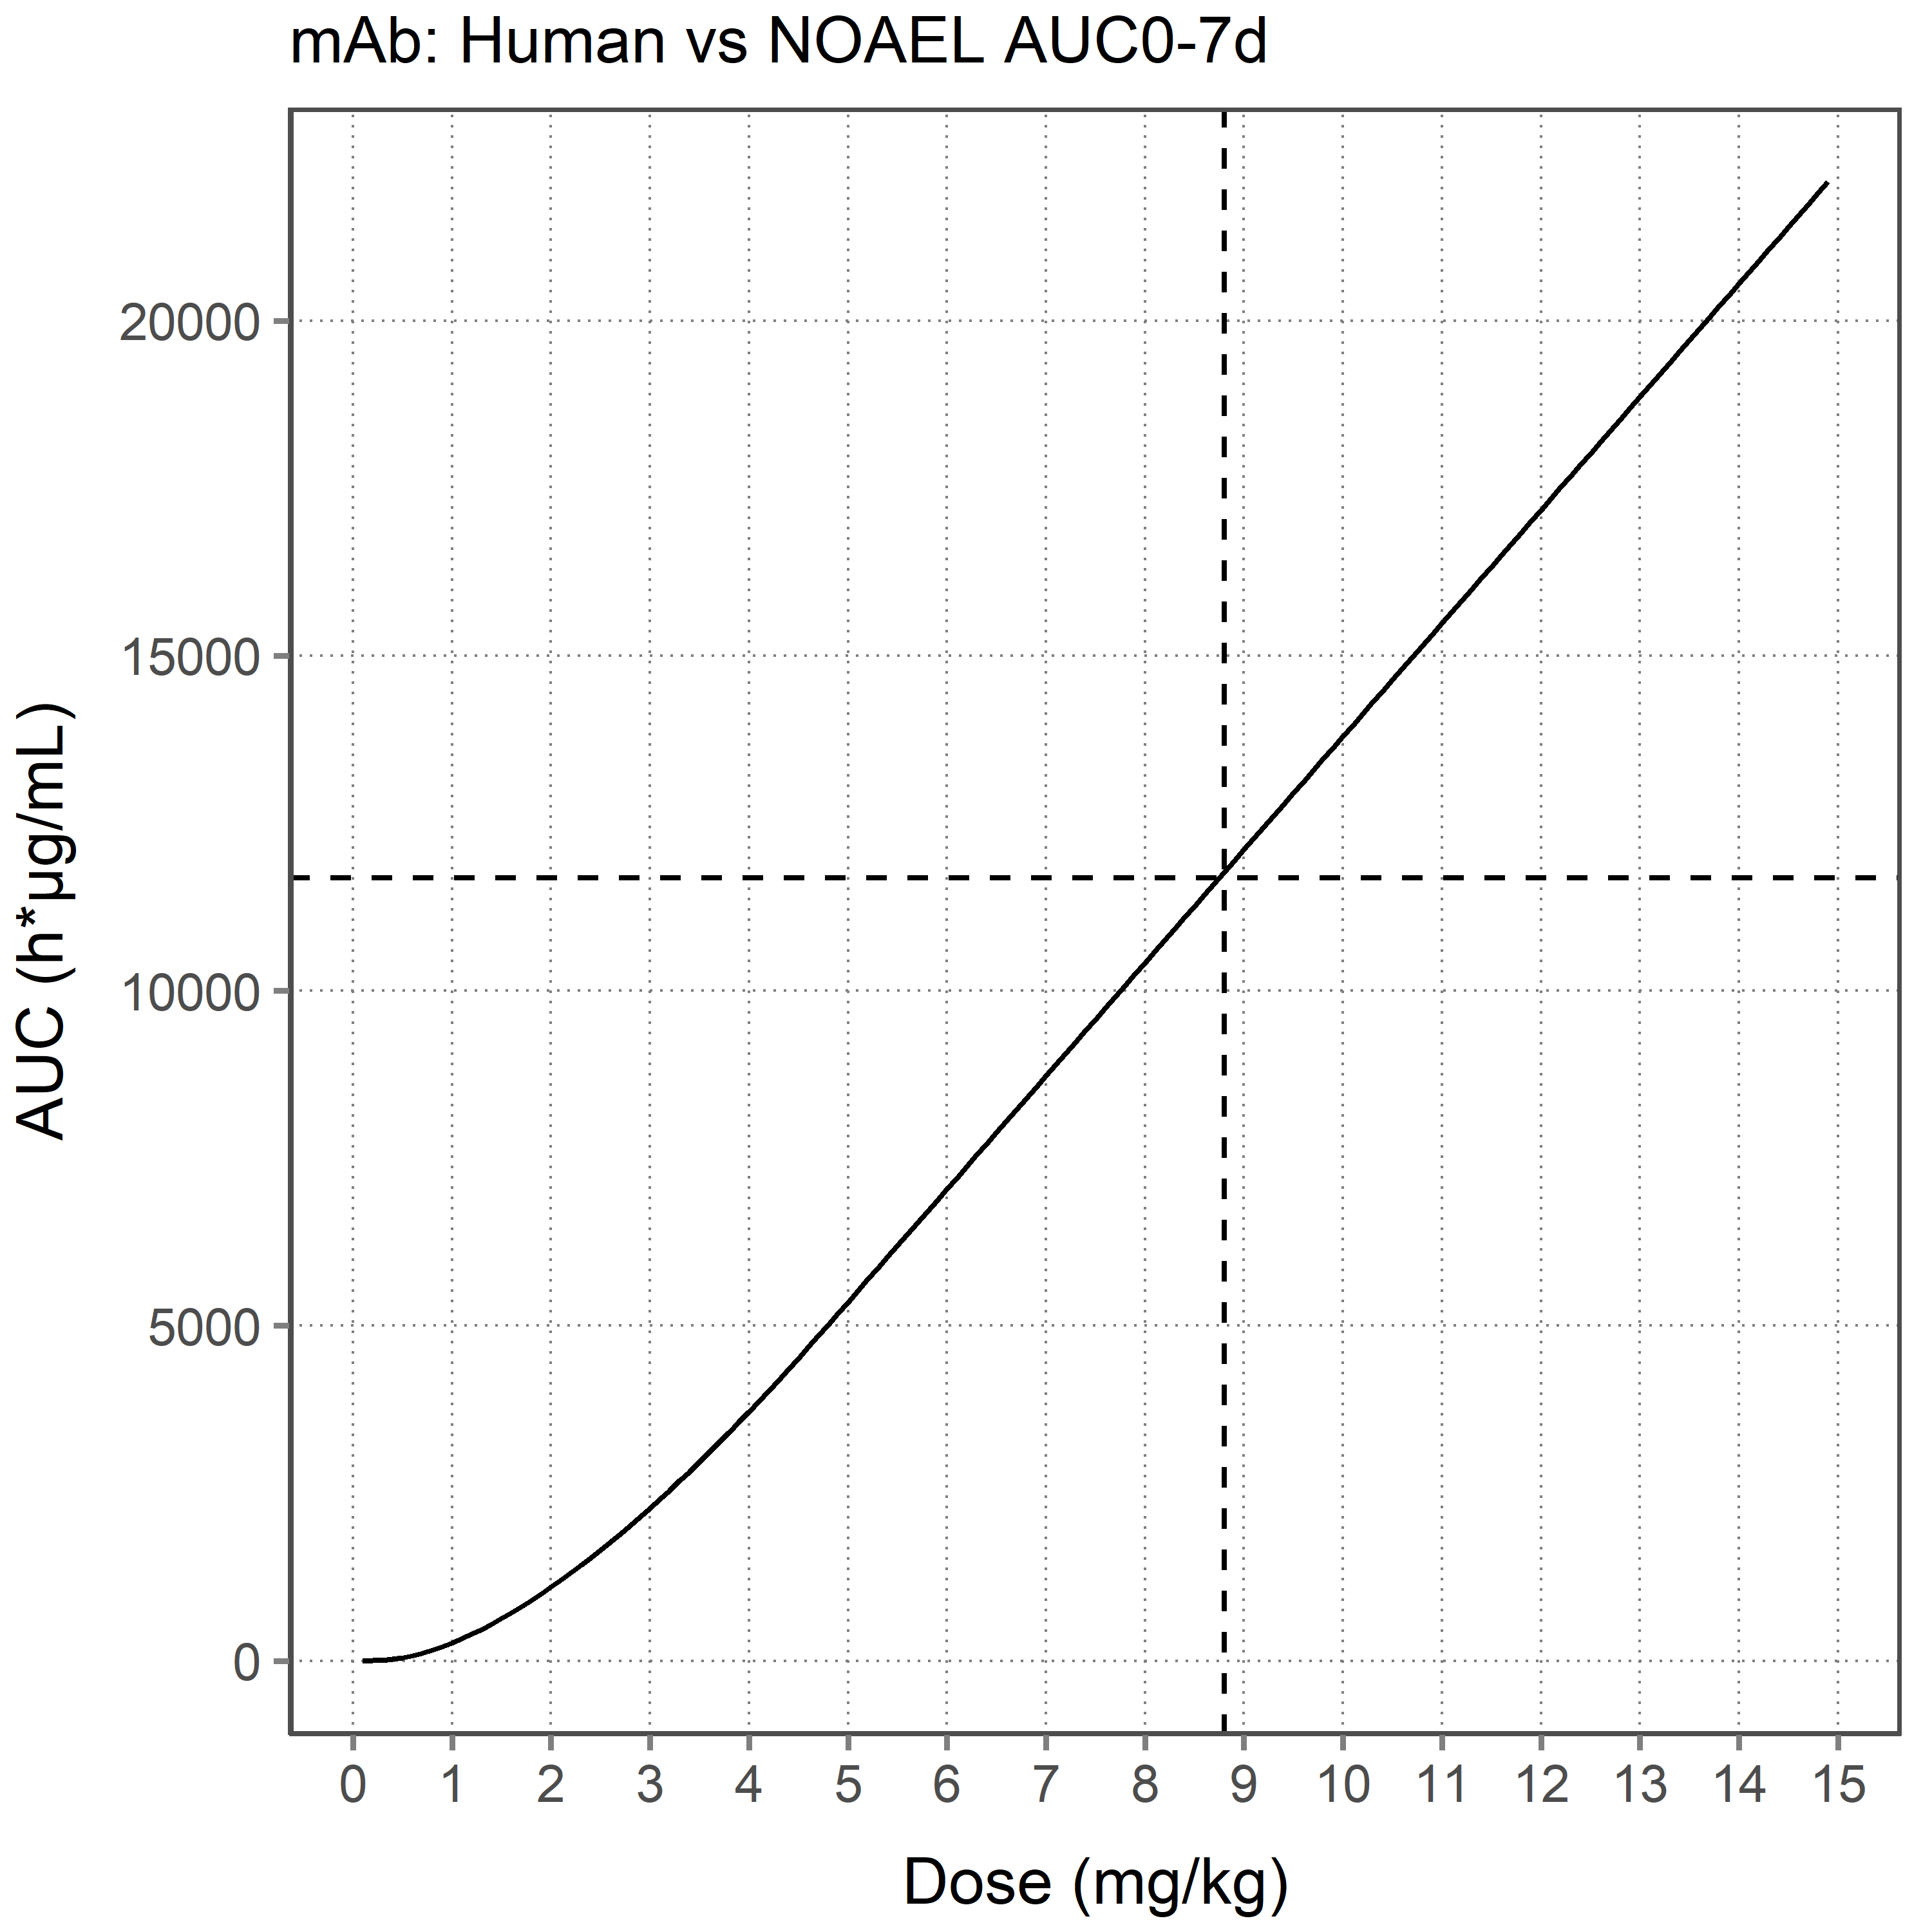 mAb: Human vs NOAEL AUC0-7d
AUC (h*µg/mL)
20000
15000
10000
5000
0
0 1 2 3 4 5 6 7 8 9 10 11 12 13 14 15
Dose (mg/kg)